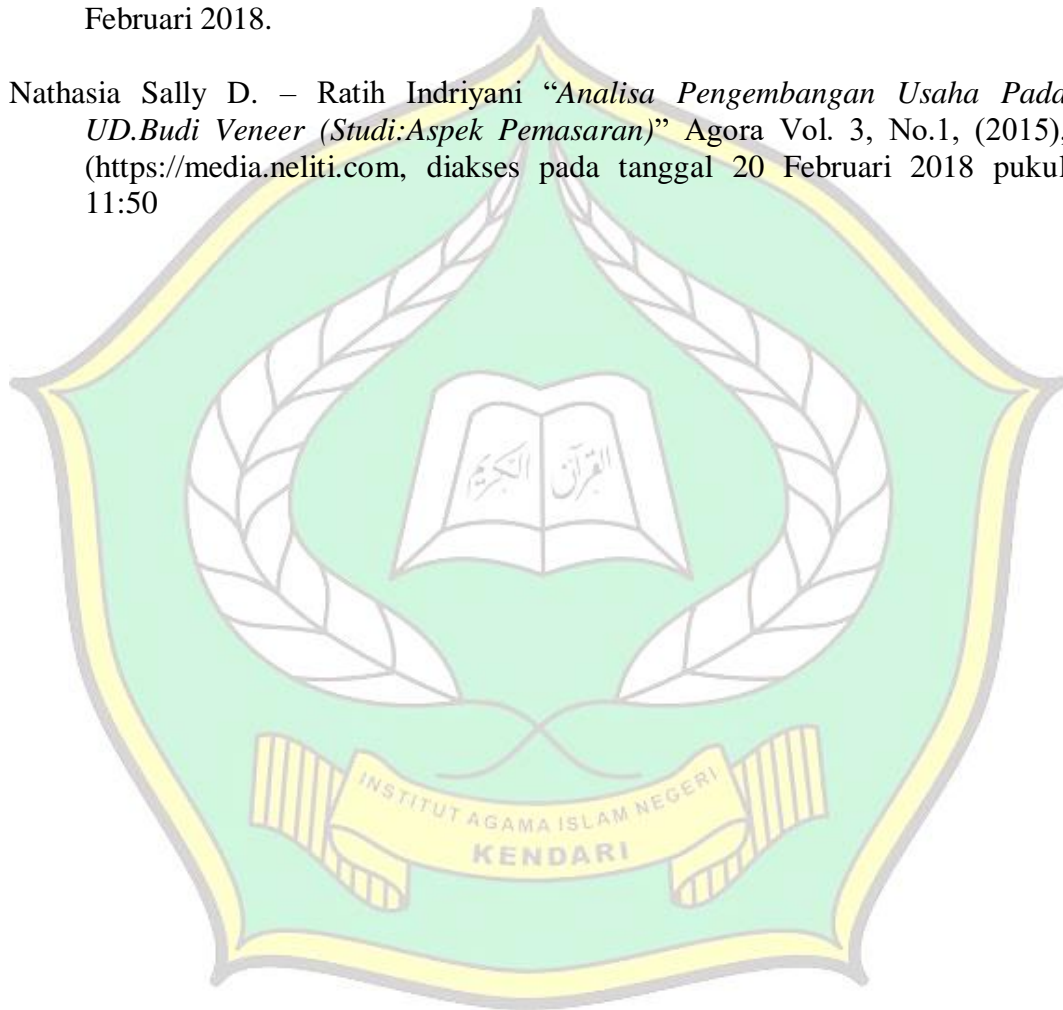 Februari 2018.
Nathasia Sally D. – Ratih Indriyani “Analisa Pengembangan Usaha Pada
UD.Budi Veneer (Studi:Aspek Pemasaran)” Agora Vol. 3, No.1, (2015),
(https://media.neliti.com, diakses pada tanggal 20 Februari 2018 pukul
11:50
القرآن الكريم
INSTITUT AGAMA ISLAM NEGERI
KENDARI